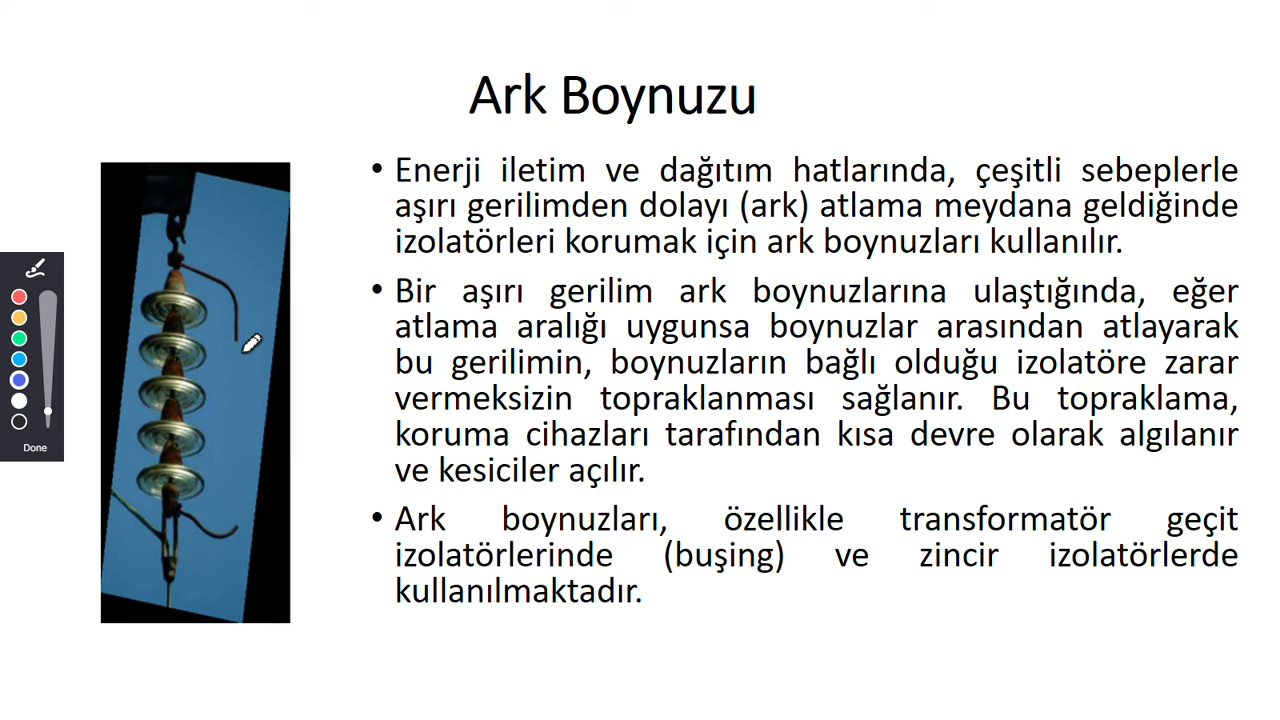 Ark Boynuzu
• Enerji iletim ve dağıtım hatlarında, çeşitli sebeplerle
aşırı gerilimden dolayı (ark) atlama meydana geldiğinde
izolatörleri korumak için ark boynuzları kullanılır.
• Bir aşırı gerilim ark boynuzlarına ulaştığında, eğer
atlama aralığı uygunsa boynuzlar arasından atlayarak
bu gerilimin, boynuzların bağlı olduğu izolatöre zarar
vermeksizin topraklanması sağlanır. Bu topraklama,
koruma cihazları tarafından kısa devre olarak algılanır
ve kesiciler açılır.
• Ark boynuzları, özellikle transformatör geçit
izolatörlerinde (buşing) ve zincir izolatörlerde
kullanılmaktadır.
Done